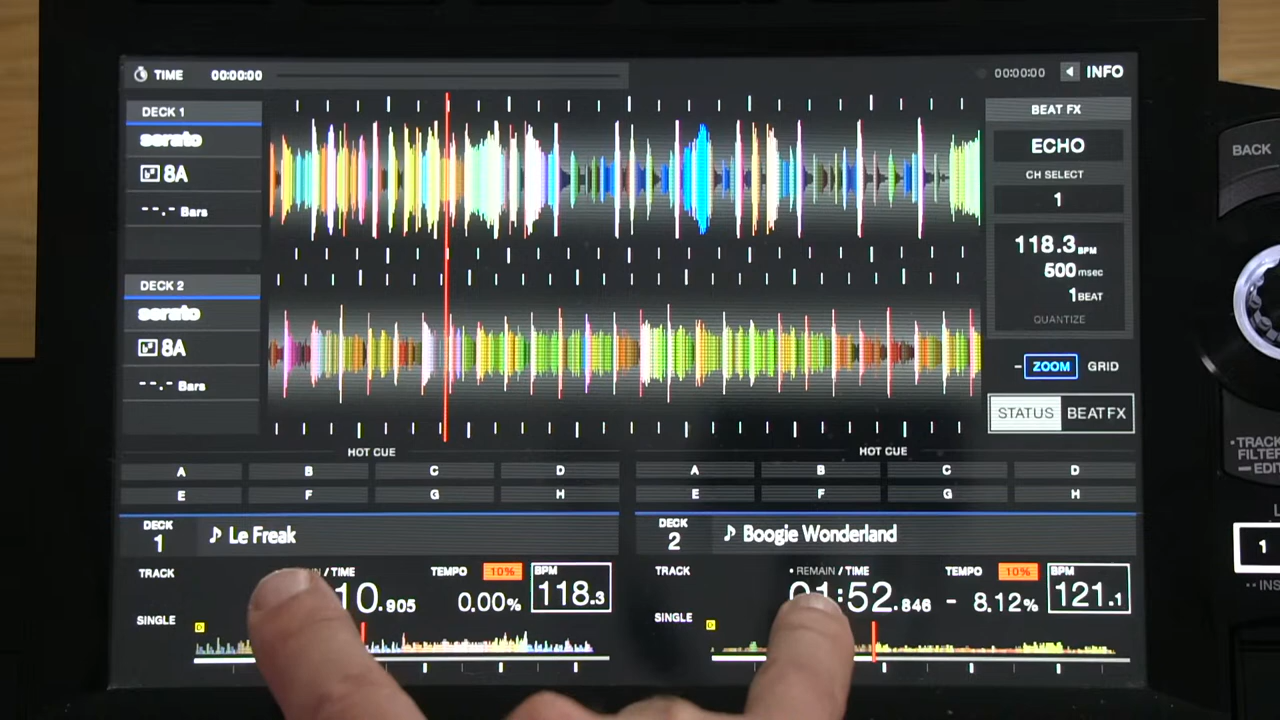 TIME 00:00:00
00:00:00 INFO
DECK 1
serato
8A
--.- Bars
DECK 2
serato
8A
--.- Bars
BEAT FX
ECHO
CH SELECT
1
118.3 BPM
500 msec
1 BEAT
QUANTIZE
- ZOOM GRID
STATUS BEAT FX
HOT CUE
A B C D
E F G H
HOT CUE
A B C D
E F G H
DECK 1
Le Freak
TRACK
/ TIME
10.905
TEMPO 10%
0.00%
BPM
118.3
SINGLE
DECK 2
Boogie Wonderland
TRACK
REMAIN / TIME
01:52.846
TEMPO 10%
- 8.12%
BPM
121.1
SINGLE
BACK
TRACK
FILTER
EDI
1
INS